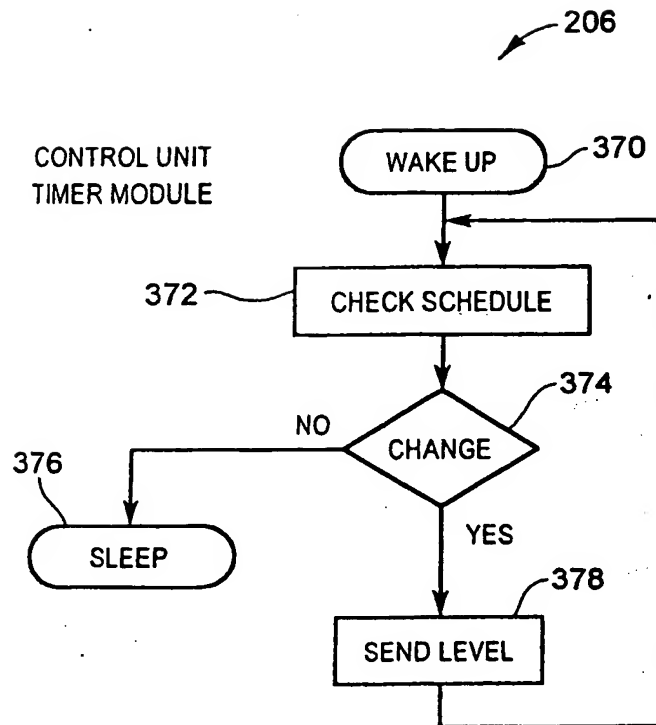 206
CONTROL UNIT
TIMER MODULE
WAKE UP
370
372
CHECK SCHEDULE
374
NO
CHANGE
376
SLEEP
YES
378
SEND LEVEL